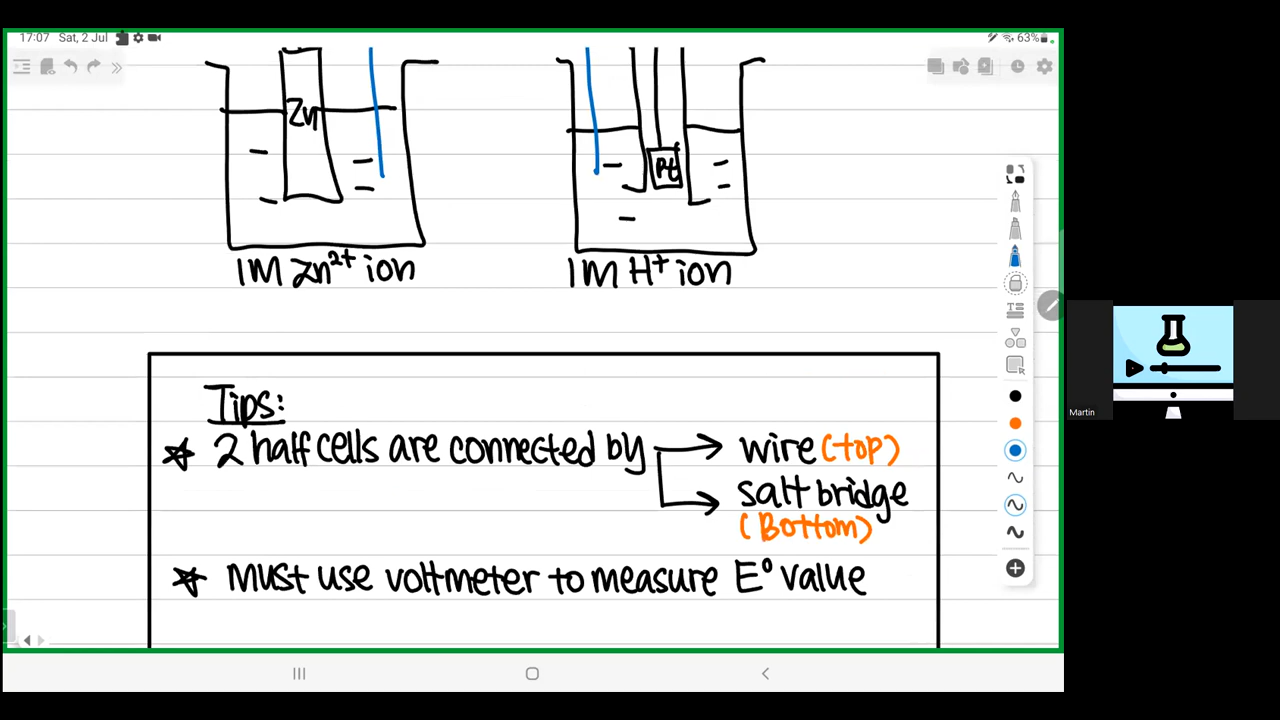 17:07 Sat, 2 Jul
63%
Zn
Pt
1M Zn²⁺ ion
1M H⁺ ion
Tips:
2 half cells are connected by → wire (top)
→ salt bridge
(Bottom)
Must use voltmeter to measure E° value
Martin